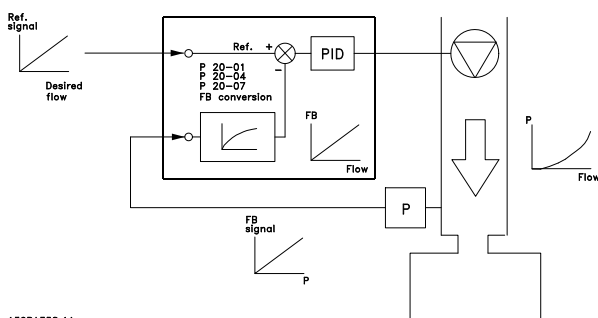 Ref.
signal
Desired
flow
Ref.
+
−
PID
P 20-01
P 20-04
P 20-07
FB conversion
FB
Flow
P
Flow
P
FB
signal
P